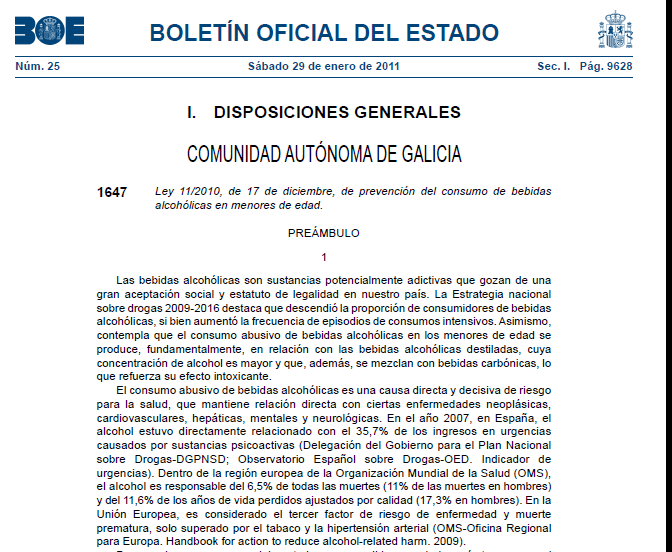 BOE
BOLETÍN OFICIAL DEL ESTADO
Núm. 25
Sábado 29 de enero de 2011
Sec. I. Pág. 9628
I. DISPOSICIONES GENERALES
COMUNIDAD AUTÓNOMA DE GALICIA
1647
Ley 11/2010, de 17 de diciembre, de prevención del consumo de bebidas
alcohólicas en menores de edad.
PREÁMBULO
1
Las bebidas alcohólicas son sustancias potencialmente adictivas que gozan de una
gran aceptación social y estatuto de legalidad en nuestro país. La Estrategia nacional
sobre drogas 2009-2016 destaca que descendió la proporción de consumidores de bebidas
alcohólicas, si bien aumentó la frecuencia de episodios de consumos intensivos. Asimismo,
contempla que el consumo abusivo de bebidas alcohólicas en los menores de edad se
produce, fundamentalmente, en relación con las bebidas alcohólicas destiladas, cuya
concentración de alcohol es mayor y que, además, se mezclan con bebidas carbónicas, lo
que refuerza su efecto intoxicante.
El consumo abusivo de bebidas alcohólicas es una causa directa y decisiva de riesgo
para la salud, que mantiene relación directa con ciertas enfermedades neoplásicas,
cardiovasculares, hepáticas, mentales y neurológicas. En el año 2007, en España, el
alcohol estuvo directamente relacionado con el 35,7% de los ingresos en urgencias
causados por sustancias psicoactivas (Delegación del Gobierno para el Plan Nacional
sobre Drogas-DGPNSD; Observatorio Español sobre Drogas-OED. Indicador de
urgencias). Dentro de la región europea de la Organización Mundial de la Salud (OMS),
el alcohol es responsable del 6,5% de todas las muertes (11% de las muertes en hombres)
y del 11,6% de los años de vida perdidos ajustados por calidad (17,3% en hombres). En la
Unión Europea, es considerado el tercer factor de riesgo de enfermedad y muerte
prematura, solo superado por el tabaco y la hipertensión arterial (OMS-Oficina Regional
para Europa. Handbook for action to reduce alcohol-related harm. 2009).